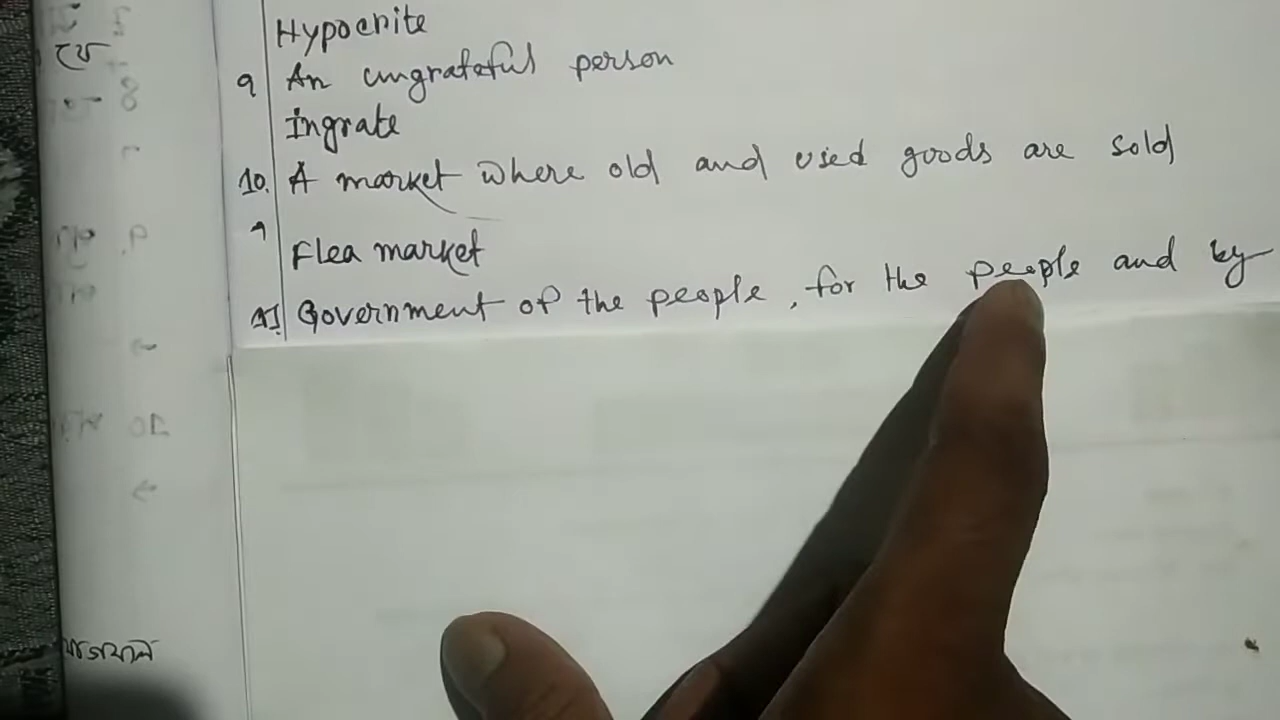 Hypocrite
9 An ungrateful person
Ingrate
10. A market where old and used goods are sold
Flea market
11. Government of the people, for the people and by